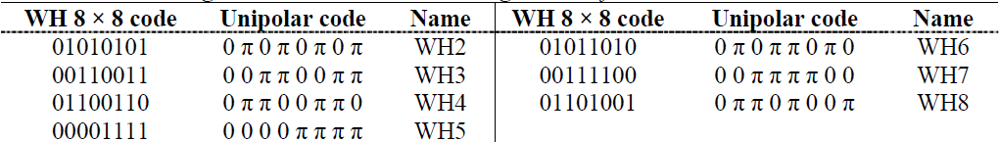 WH 8 × 8 code Unipolar code Name WH 8 × 8 code Unipolar code Name
01010101 0 π 0 π 0 π 0 π WH2 01011010 0 π 0 π π 0 π 0 WH6
00110011 0 0 π π 0 0 π π WH3 00111100 0 0 π π π π 0 0 WH7
01100110 0 π π 0 0 π π 0 WH4 01101001 0 π π 0 π 0 0 π WH8
00001111 0 0 0 0 π π π π WH5